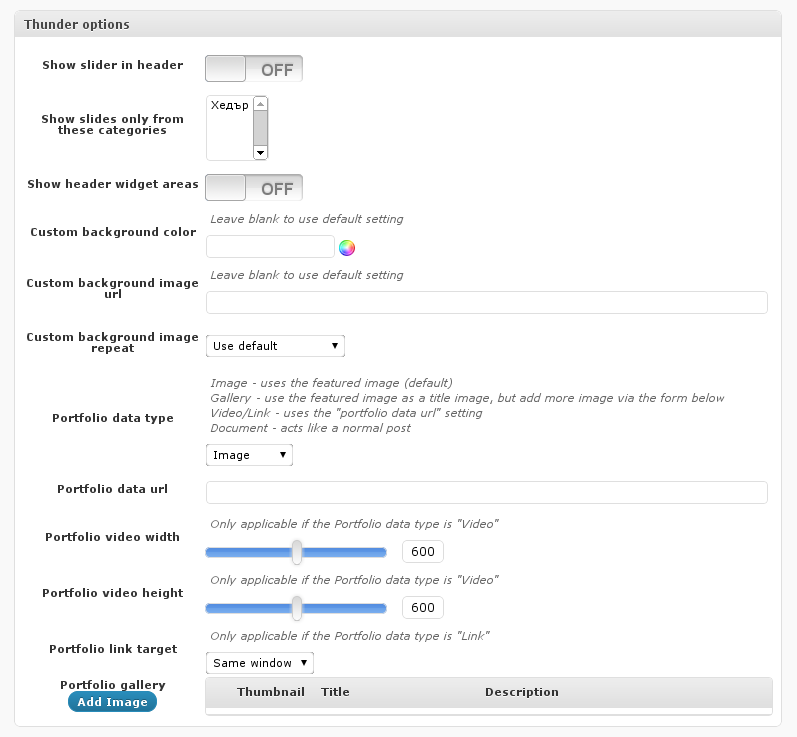 Thunder options
Show slider in header
OFF
Show slides only from
these categories
Хедър
Show header widget areas
OFF
Custom background color
Leave blank to use default setting
Custom background image
url
Leave blank to use default setting
Custom background image
repeat
Use default
Portfolio data type
Image - uses the featured image (default)
Gallery - use the featured image as a title image, but add more image via the form below
Video/Link - uses the "portfolio data url" setting
Document - acts like a normal post
Image
Portfolio data url
Portfolio video width
Only applicable if the Portfolio data type is "Video"
600
Portfolio video height
Only applicable if the Portfolio data type is "Video"
600
Portfolio link target
Only applicable if the Portfolio data type is "Link"
Same window
Portfolio gallery
Add Image
Thumbnail Title Description